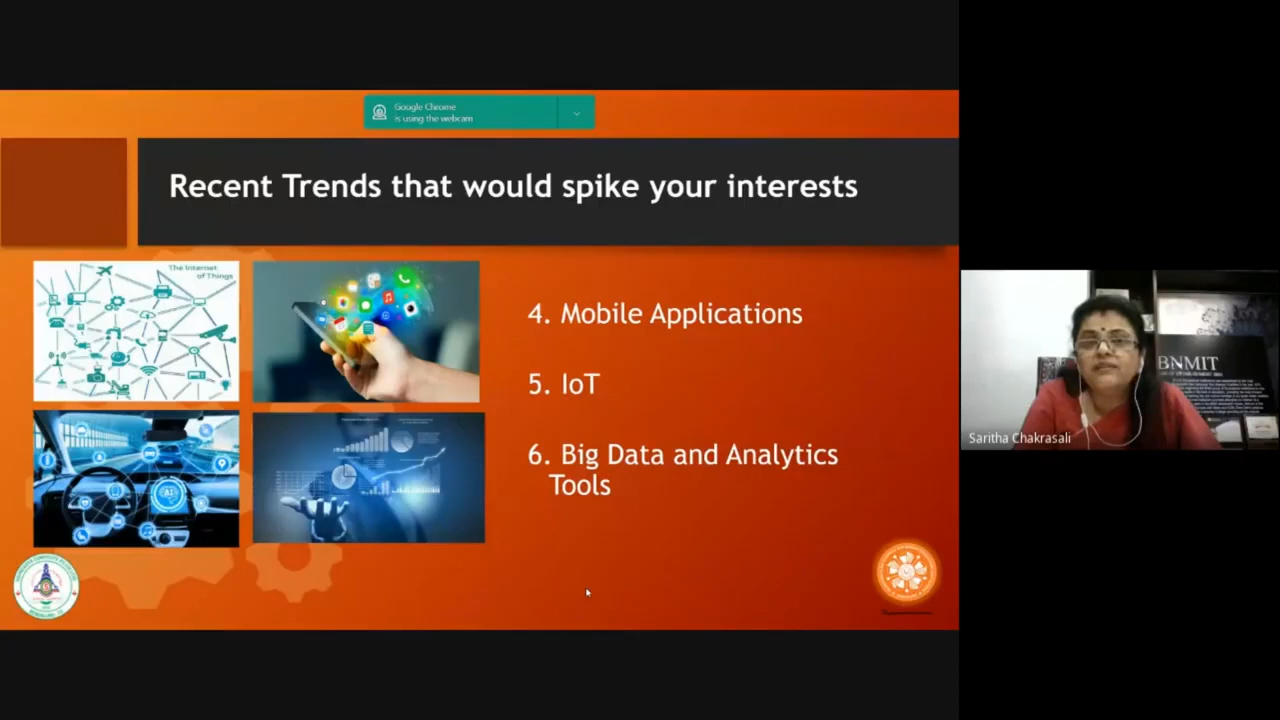 Google Chrome
is using the webcam
Recent Trends that would spike your interests
The Internet
of Things
4. Mobile Applications
5. IoT
6. Big Data and Analytics
Tools
AI
BNMIT
Saritha Chakrasali